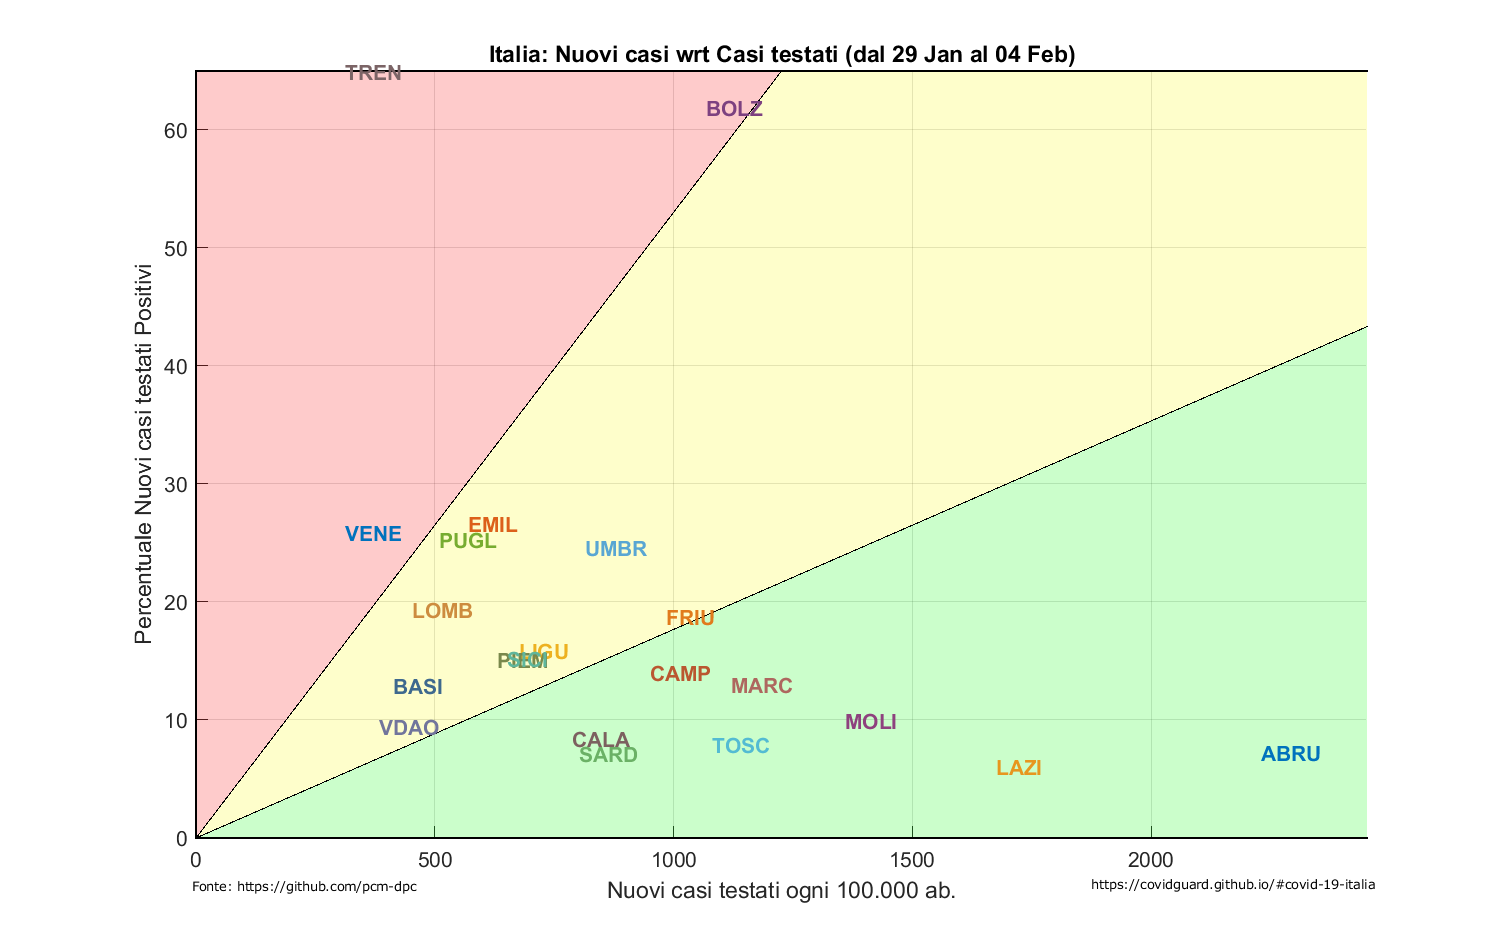 Italia: Nuovi casi wrt Casi testati (dal 29 Jan al 04 Feb)
TREN
BOLZ
60
50
40
30
20
10
0
Percentuale Nuovi casi testati Positivi
VENE
EMIL
PUGL
UMBR
LOMB
FRIU
LIGU
PIEM
SICI
CAMP
MARC
BASI
VDAO
MOLI
CALA
SARD
TOSC
LAZI
ABRU
0
500
1000
1500
2000
Nuovi casi testati ogni 100.000 ab.
Fonte: https://github.com/pcm-dpc
https://covidguard.github.io/#covid-19-italia